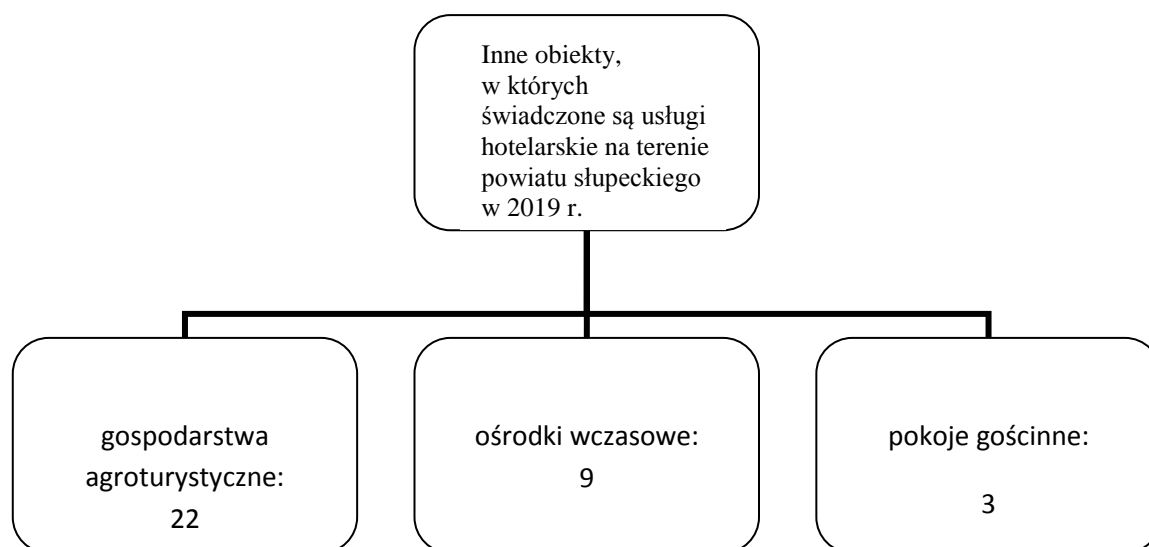 Inne obiekty,
w których
świadczone są usługi
hotelarskie na terenie
powiatu słupeckiego
w 2019 r.
gospodarstwa
agroturystyczne:
22
ośrodki wczasowe:
9
pokoje gościnne:
3